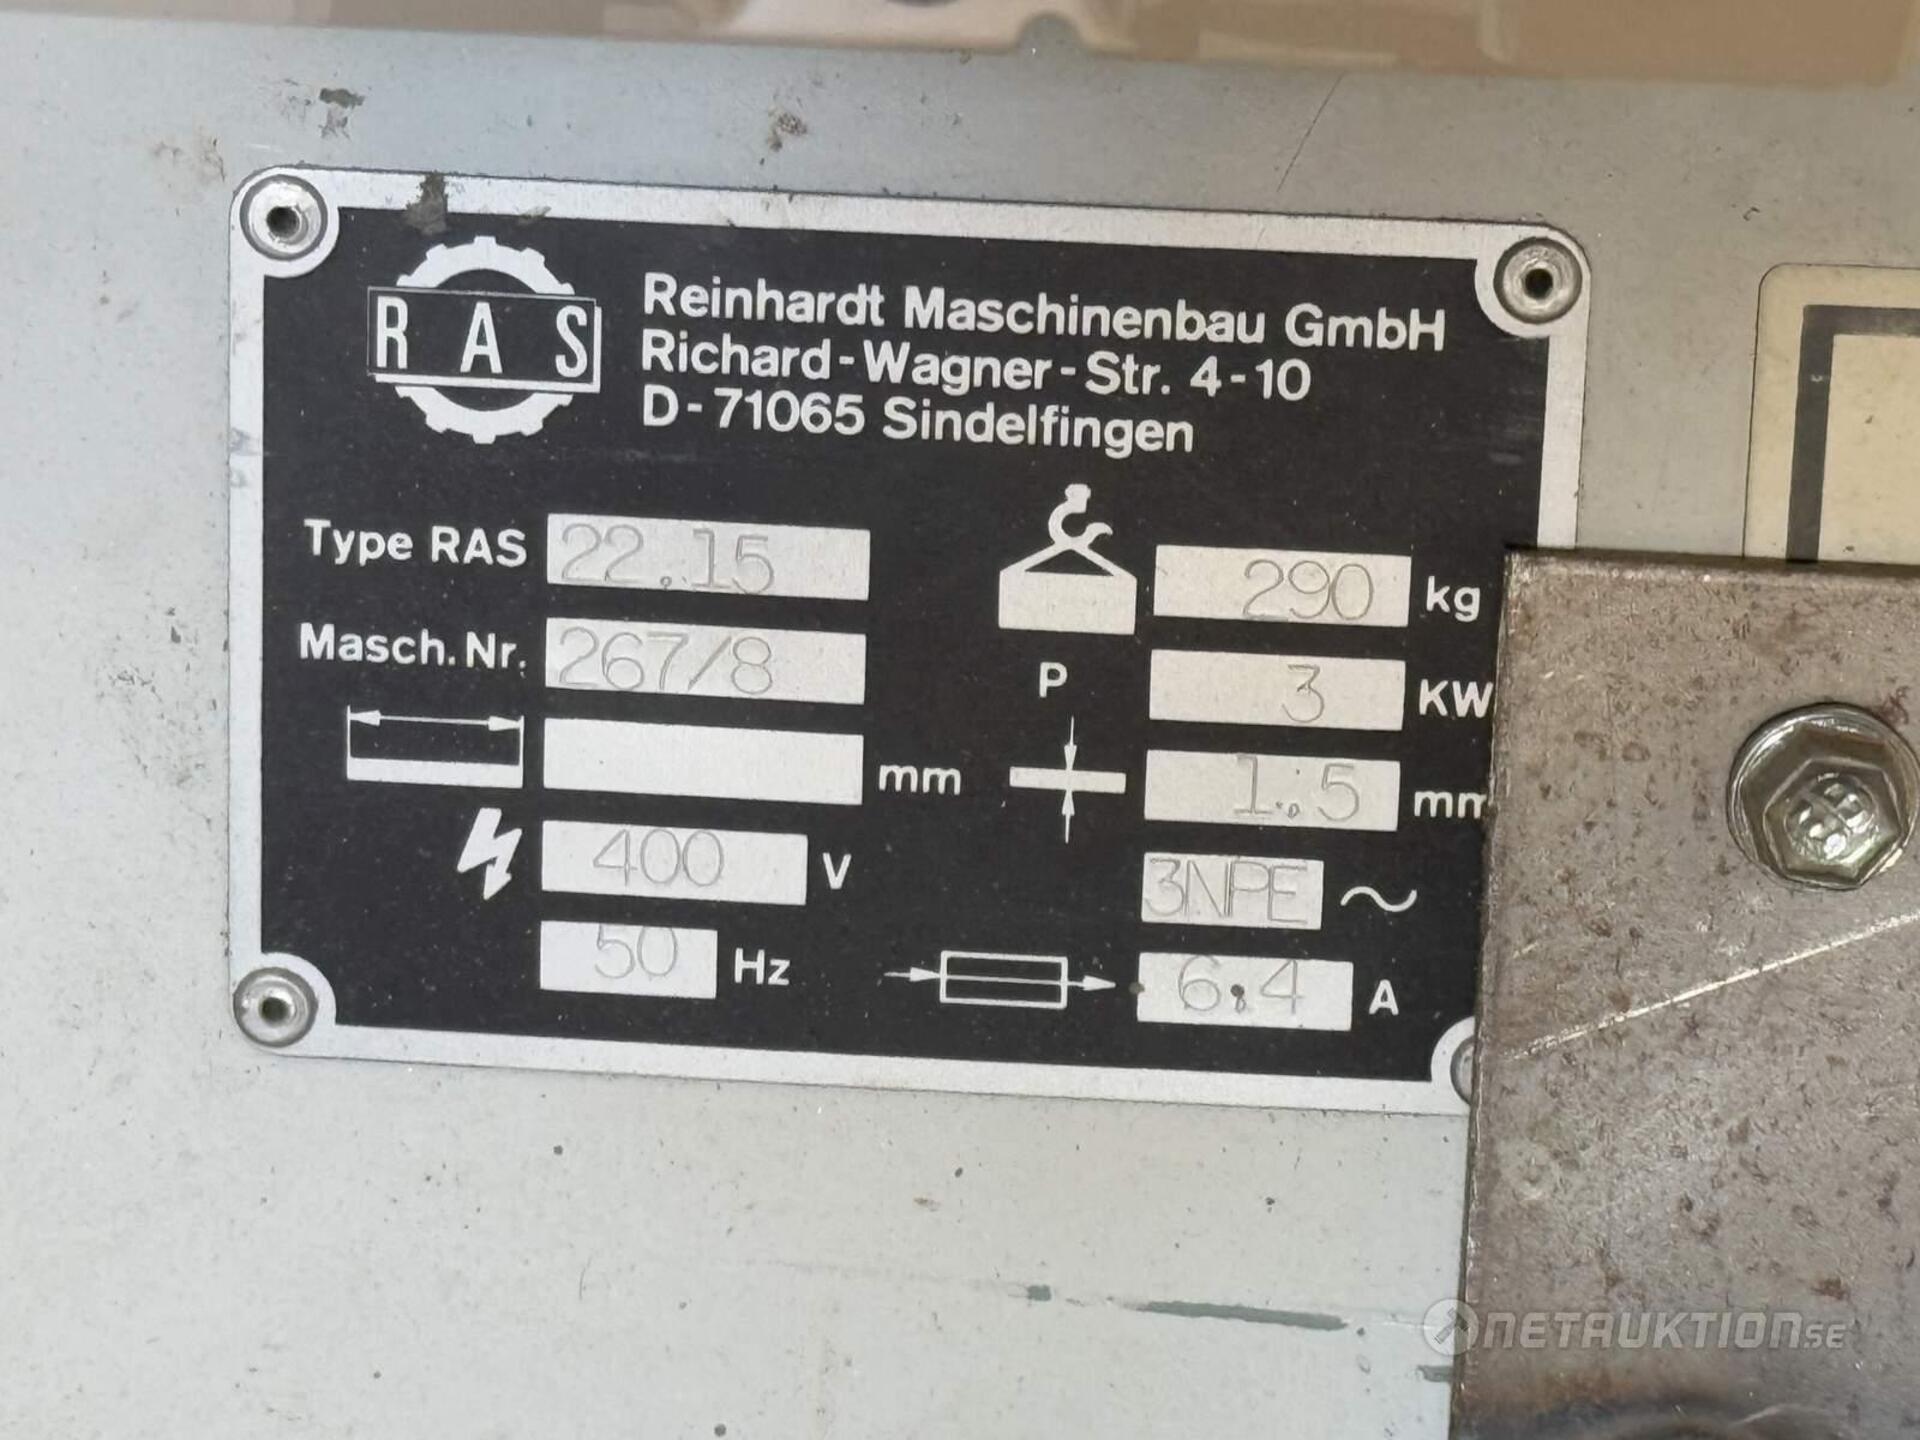 RAS
Reinhardt Maschinenbau GmbH
Richard-Wagner-Str. 4-10
D-71065 Sindelfingen
Type RAS 22.15
290 kg
Masch.Nr. 267/8
P 3 KW
mm
1.5 mm
400 V
3NPE ~
50 Hz
6.4 A
NETAUKTION.SE